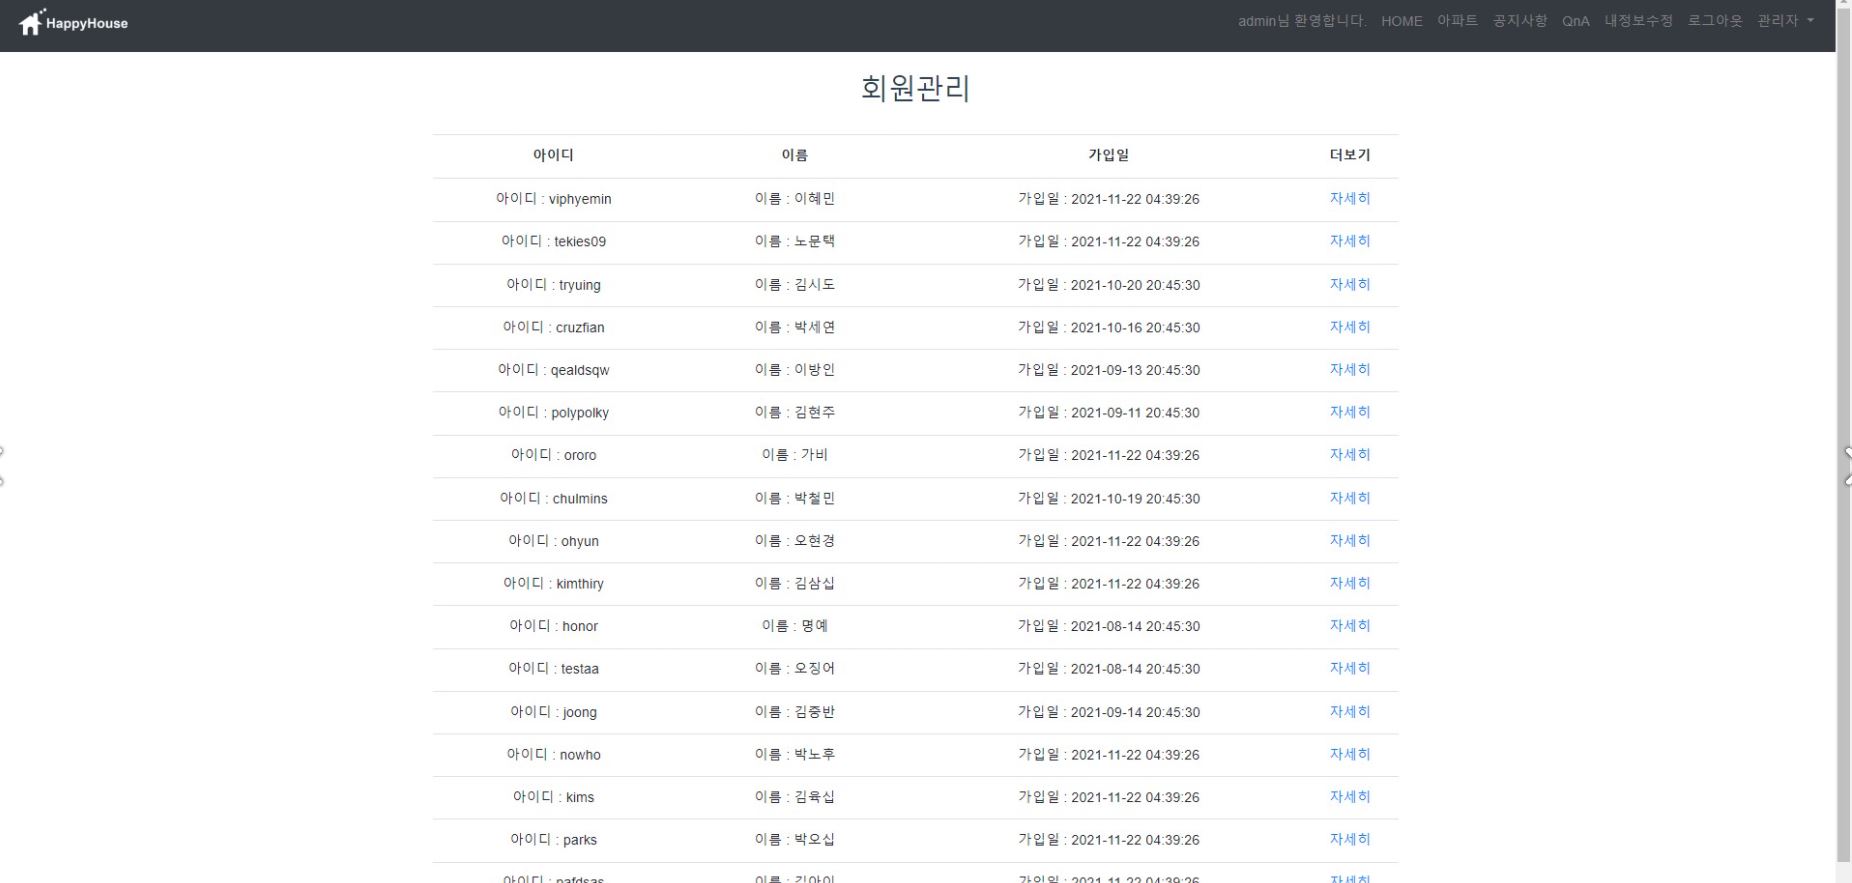 HappyHouse
admin님 환영합니다. HOME 아파트 공지사항 QnA 내정보수정 로그아웃 관리자
회원관리
아이디 이름 가입일 더보기
아이디 : viphyemin 이름 : 이혜민 가입일 : 2021-11-22 04:39:26 자세히
아이디 : tekies09 이름 : 노문택 가입일 : 2021-11-22 04:39:26 자세히
아이디 : tryuing 이름 : 김시도 가입일 : 2021-10-20 20:45:30 자세히
아이디 : cruzfian 이름 : 박세연 가입일 : 2021-10-16 20:45:30 자세히
아이디 : qealdsqw 이름 : 이방인 가입일 : 2021-09-13 20:45:30 자세히
아이디 : polypolky 이름 : 김현주 가입일 : 2021-09-11 20:45:30 자세히
아이디 : ororo 이름 : 가비 가입일 : 2021-11-22 04:39:26 자세히
아이디 : chulmins 이름 : 박철민 가입일 : 2021-10-19 20:45:30 자세히
아이디 : ohyun 이름 : 오현경 가입일 : 2021-11-22 04:39:26 자세히
아이디 : kimthiry 이름 : 김삼십 가입일 : 2021-11-22 04:39:26 자세히
아이디 : honor 이름 : 명예 가입일 : 2021-08-14 20:45:30 자세히
아이디 : testaa 이름 : 오징어 가입일 : 2021-08-14 20:45:30 자세히
아이디 : joong 이름 : 김중반 가입일 : 2021-09-14 20:45:30 자세히
아이디 : nowho 이름 : 박노후 가입일 : 2021-11-22 04:39:26 자세히
아이디 : kims 이름 : 김육십 가입일 : 2021-11-22 04:39:26 자세히
아이디 : parks 이름 : 박오십 가입일 : 2021-11-22 04:39:26 자세히
아이디 : 이름 : 가입일 : 2021-11-22 04:39:26 자세히